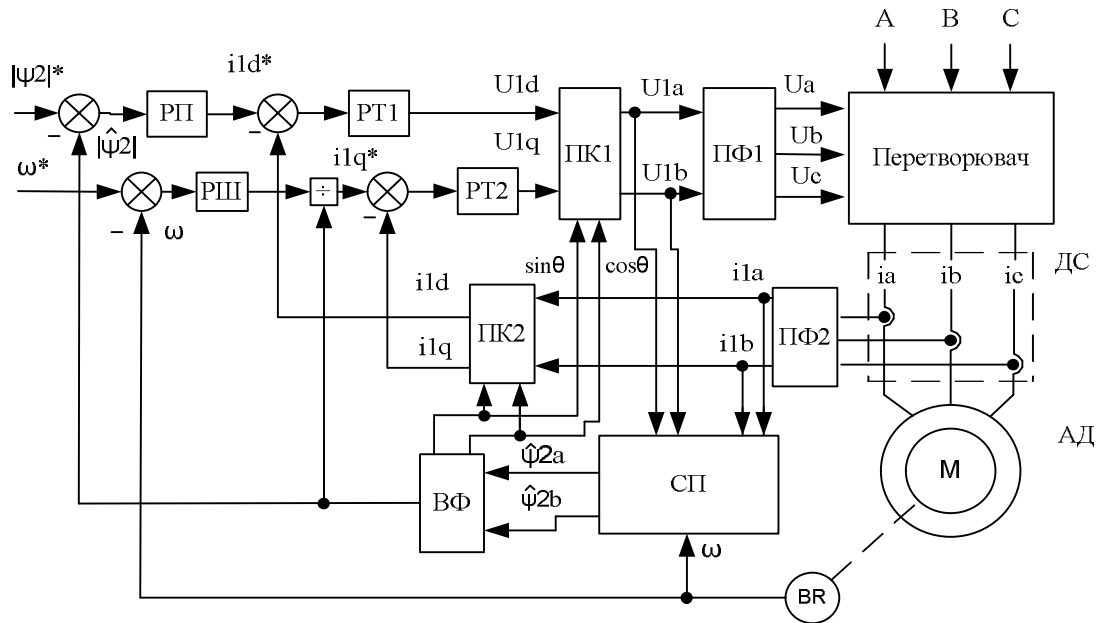 A B C
|ψ2|*
i1d*
U1d
U1a
Ua
РП
РТ1
ПК1
ПФ1
Перетворювач
|ψ̂2|
i1q*
U1q
Ub
ω*
РШ
÷
РТ2
U1b
Uc
ω
sinθ
cosθ
ia ib ic
ДС
i1d
i1a
ПК2
ПФ2
i1q
i1b
АД
ψ̂2a
M
ВФ
СП
ψ̂2b
ω
BR